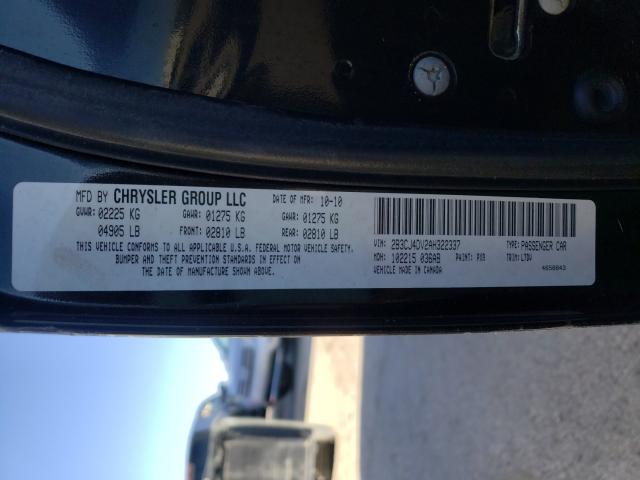 MFD BY CHRYSLER GROUP LLC DATE OF MFR: 10-10
GVWR: 02225 KG GAWR: 01275 KG GAWR: 01275 KG
04905 LB FRONT: 02810 LB REAR: 02810 LB
THIS VEHICLE CONFORMS TO ALL APPLICABLE U.S.A. FEDERAL MOTOR VEHICLE SAFETY,
BUMPER AND THEFT PREVENTION STANDARDS IN EFFECT ON
THE DATE OF MANUFACTURE SHOWN ABOVE.
VIN: 2B3CJ4DV2AH322337 TYPE: PASSENGER CAR
MDH: 102215 036AB PAINT: PX8 TRIM: LTDV
MADE IN CANADA 4658843